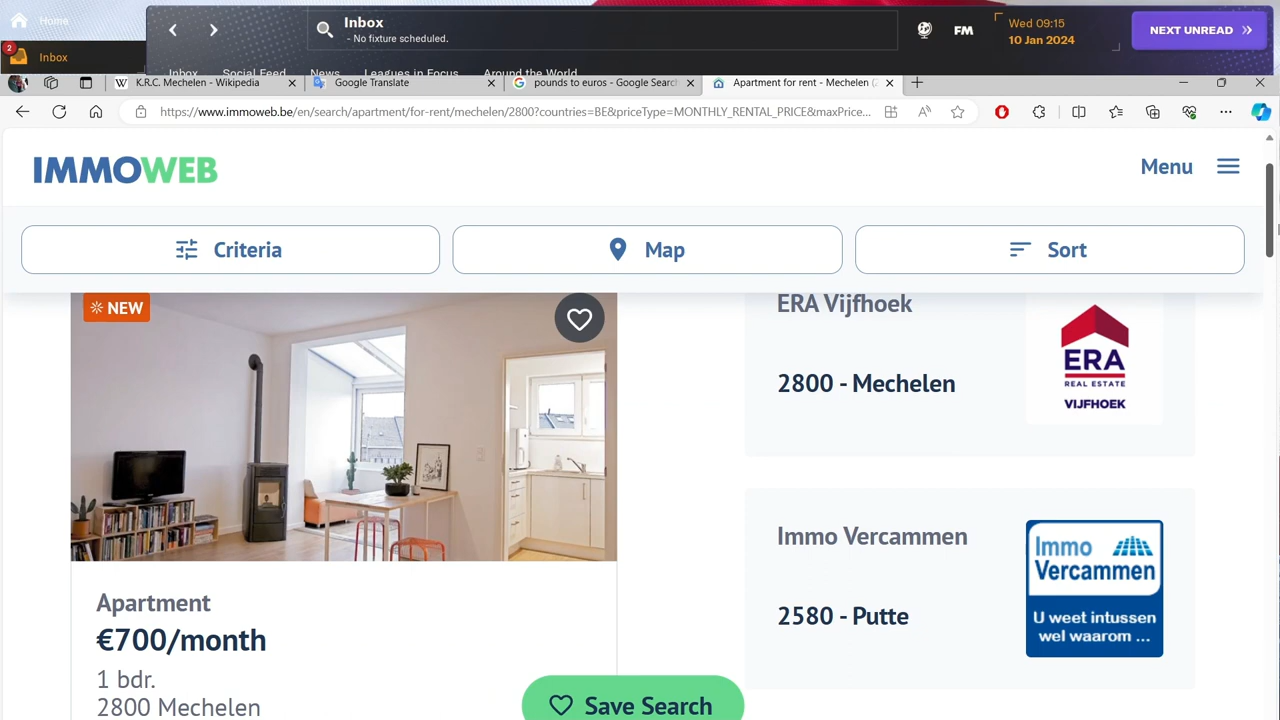 Home
Inbox
- No fixture scheduled.
FM
Wed 09:15
10 Jan 2024
NEXT UNREAD
2
Inbox
Inbox Social Feed News Leagues in Focus Around the World
K.R.C. Mechelen - Wikipedia
Google Translate
pounds to euros - Google Search
Apartment for rent - Mechelen (2
https://www.immoweb.be/en/search/apartment/for-rent/mechelen/2800?countries=BE&priceType=MONTHLY_RENTAL_PRICE&maxPrice...
IMMOWEB
Menu
Criteria
Map
Sort
NEW
Apartment
€700/month
1 bdr.
2800 Mechelen
ERA Vijfhoek
2800 - Mechelen
ERA
REAL ESTATE
VIJFHOEK
Immo Vercammen
2580 - Putte
Immo
Vercammen
U weet intussen
wel waarom ...
Save Search